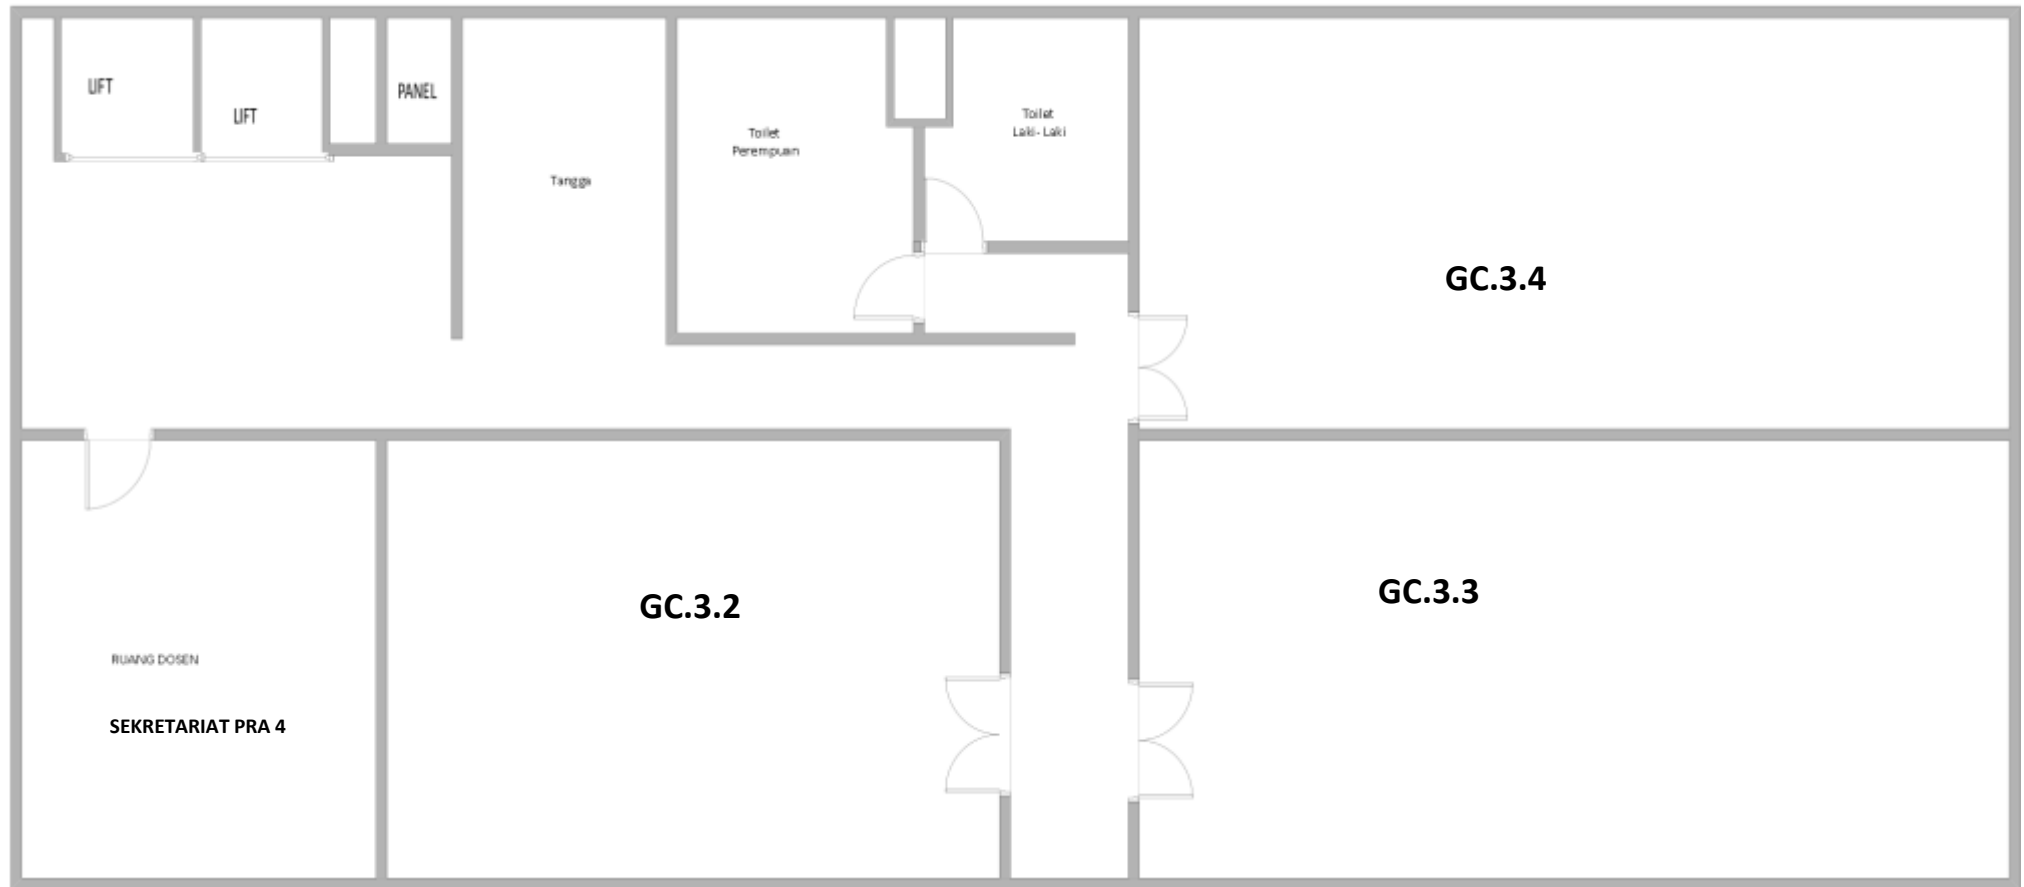 LIFT
LIFT
PANEL
Tangga
Toilet
Perempuan
Toilet
Laki- Laki
GC.3.4
GC.3.2
GC.3.3
RUANG DOSEN
SEKRETARIAT PRA 4